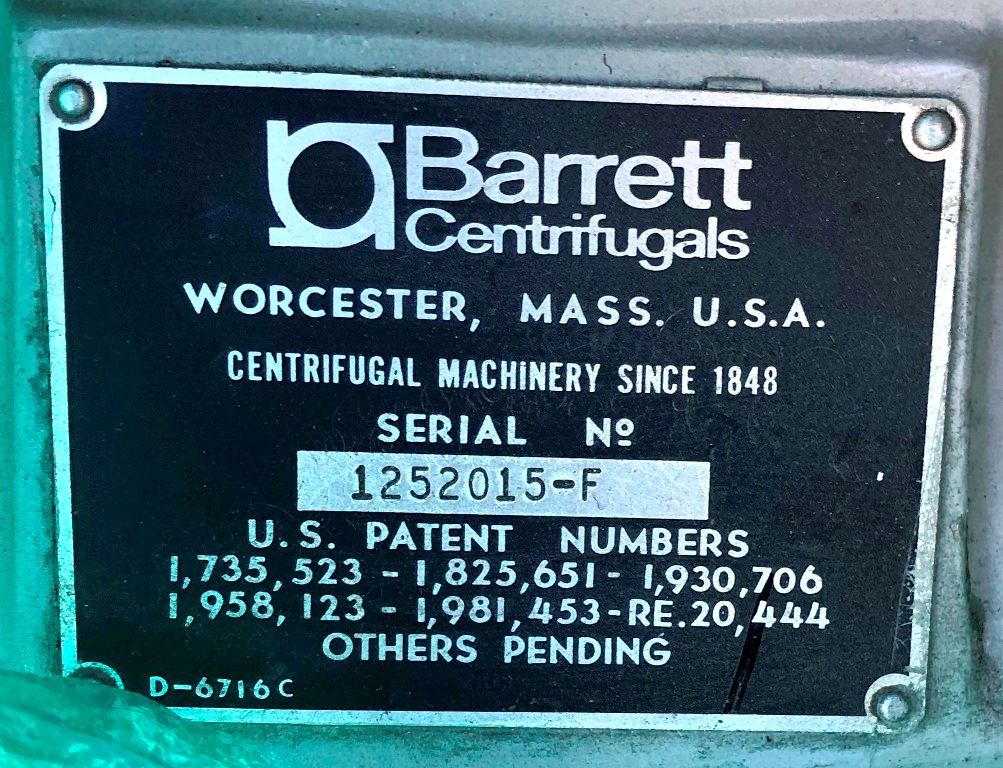 Barrett
Centrifugals
WORCESTER, MASS. U.S.A.
CENTRIFUGAL MACHINERY SINCE 1848
SERIAL Nº
1252015-F
U.S. PATENT NUMBERS
1,735,523 - 1,825,651 - 1,930,706
1,958,123 - 1,981,453-RE.20,444
OTHERS PENDING
D-6716C